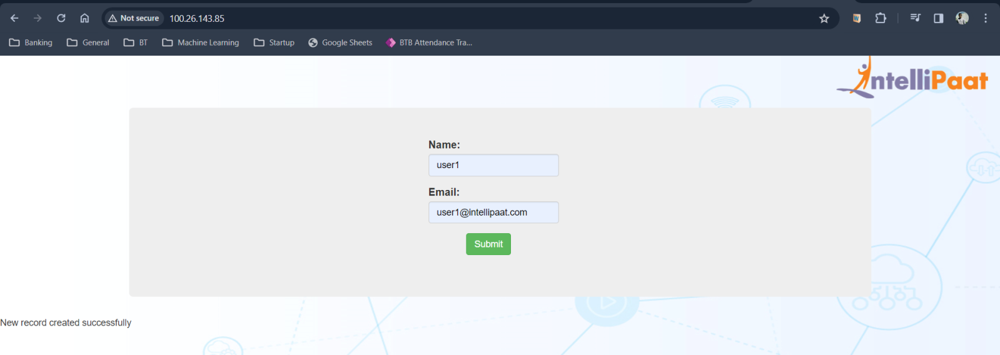 Not secure 100.26.143.85
Banking General BT Machine Learning Startup Google Sheets BTB Attendance Tra...
IntelliPaat
Name:
user1
Email:
user1@intellipaat.com
Submit
New record created successfully